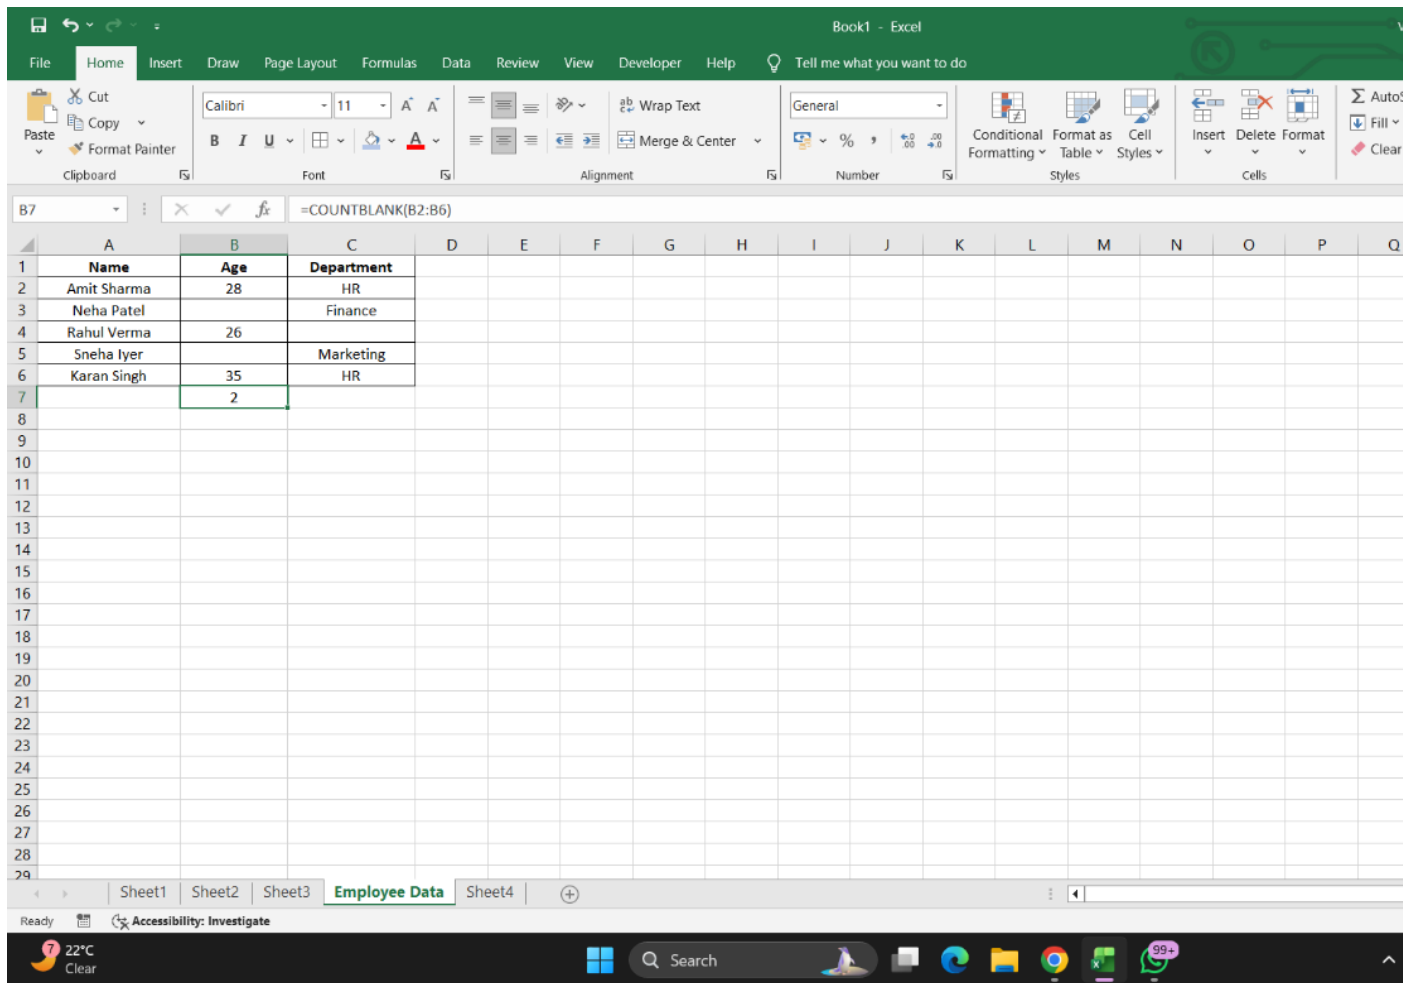 Book1 - Excel
File Home Insert Draw Page Layout Formulas Data Review View Developer Help Tell me what you want to do
Cut
Copy
Format Painter
Paste
Clipboard
Calibri 11
B I U
Font
Wrap Text
Merge & Center
Alignment
General
Number
Conditional Formatting
Format as Table
Cell Styles
Styles
Insert Delete Format
Cells
Fill
Clear
B7 fx =COUNTBLANK(B2:B6)
A B C D E F G H I J K L M N O P Q
1 Name Age Department
2 Amit Sharma 28 HR
3 Neha Patel Finance
4 Rahul Verma 26
5 Sneha Iyer Marketing
6 Karan Singh 35 HR
7 2
8
9
10
11
12
13
14
15
16
17
18
19
20
21
22
23
24
25
26
27
28
29
Sheet1 Sheet2 Sheet3 Employee Data Sheet4
Ready Accessibility: Investigate
7 22°C
Clear
Search
99+